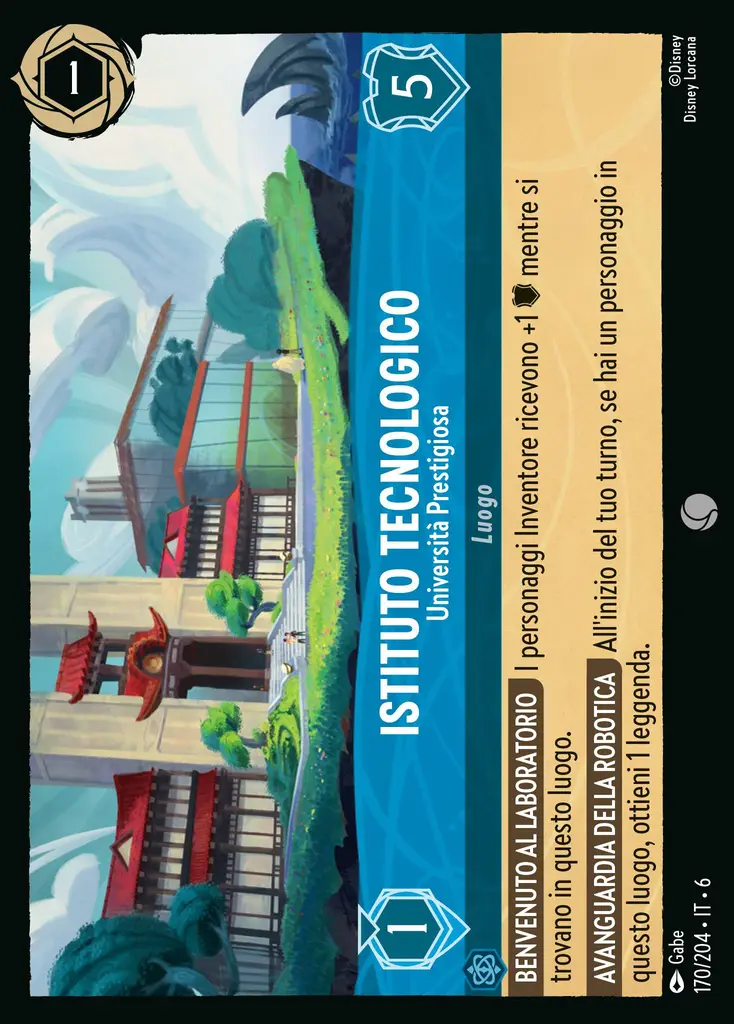 1
5
ISTITUTO TECNOLOGICO
Università Prestigiosa
1
Luogo
BENVENUTO AL LABORATORIO I personaggi Inventore ricevono +1 mentre si
trovano in questo luogo.
AVANGUARDIA DELLA ROBOTICA All'inizio del tuo turno, se hai un personaggio in
questo luogo, ottieni 1 leggenda.
Gabe
170/204 • IT • 6
©Disney
Disney Lorcana